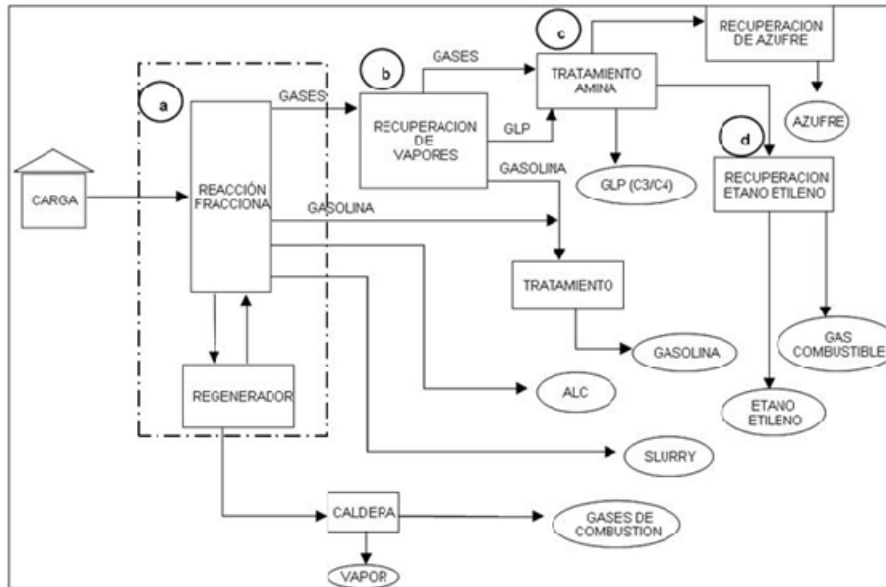 RECUPERACION
DE AZUFRE
c
GASES
b
TRATAMIENTO
AMINA
a
GASES
RECUPERACION
DE
VAPORES
GLP
AZUFRE
d
GASOLINA
GLP (C3/C4)
RECUPERACION
ETANO ETILENO
CARGA
REACCIÓN
FRACCIONA
GASOLINA
TRATAMIENTO
GASOLINA
GAS
COMBUSTIBLE
REGENERADOR
ALC
ETANO
ETILENO
SLURRY
CALDERA
GASES DE
COMBUSTION
VAPOR